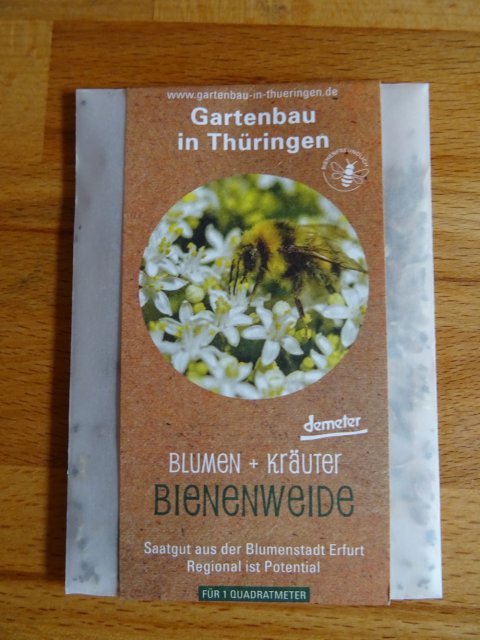 www.gartenbau-in-thueringen.de
Gartenbau
in Thüringen
BIENENFREUNDLICH
demeter
BLUMEN + KRÄUTER
BIENENWEIDE
Saatgut aus der Blumenstadt Erfurt
Regional ist Potential
FÜR 1 QUADRATMETER